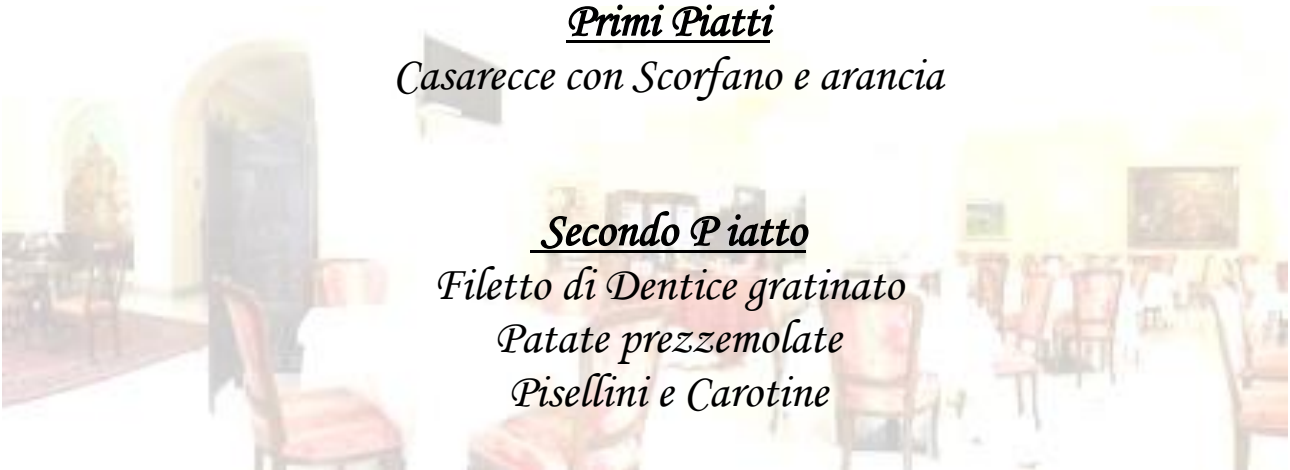 Primi Piatti
Casarecce con Scorfano e arancia
Secondo P iatto
Filetto di Dentice gratinato
Patate prezzemolate
Pisellini e Carotine